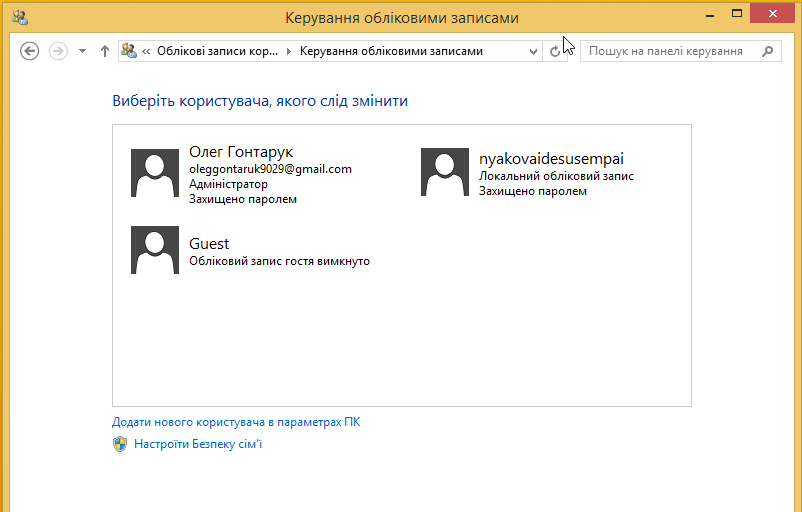 Керування обліковими записами
Облікові записи кор...
Керування обліковими записами
Пошук на панелі керування
Виберіть користувача, якого слід змінити
Олег Гонтарук
oleggontaruk9029@gmail.com
Адміністратор
Захищено паролем
nyakovaidesusempai
Локальний обліковий запис
Захищено паролем
Guest
Обліковий запис гостя вимкнуто
Додати нового користувача в параметрах ПК
Настроїти Безпеку сім'ї